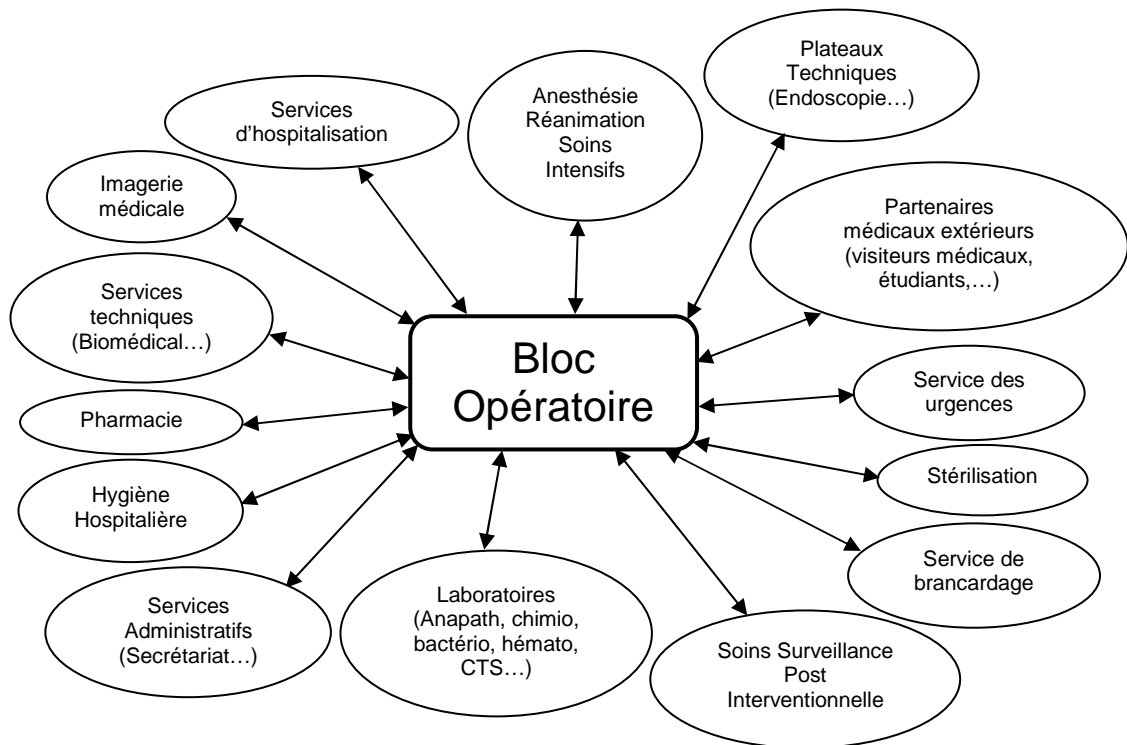 Plateaux
Techniques
(Endoscopie…)
Services
d'hospitalisation
Anesthésie
Réanimation
Soins
Intensifs
Imagerie
médicale
Partenaires
médicaux extérieurs
(visiteurs médicaux,
étudiants,…)
Services
techniques
(Biomédical…)
Bloc
Opératoire
Service des
urgences
Pharmacie
Stérilisation
Hygiène
Hospitalière
Service de
brancardage
Services
Administratifs
(Secrétariat…)
Laboratoires
(Anapath, chimio,
bactério, hémato,
CTS…)
Soins Surveillance
Post
Interventionnelle